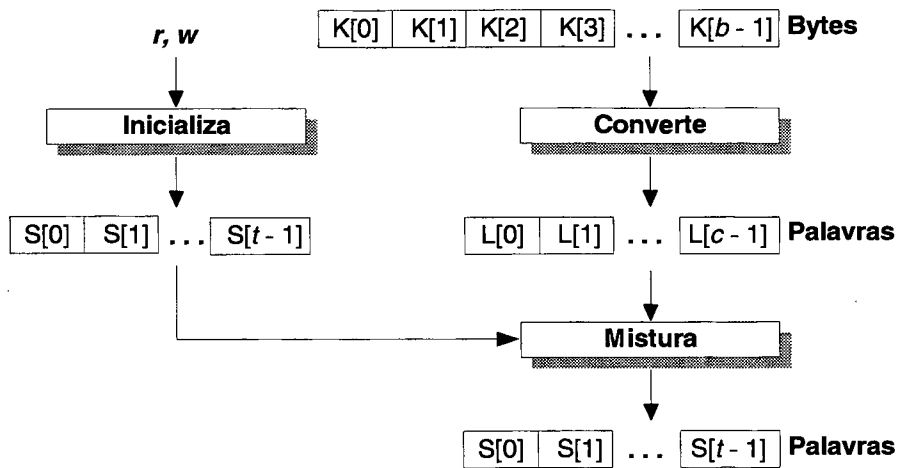 r, w
K[0] K[1] K[2] K[3] ... K[b - 1] Bytes
Inicializa
Converte
S[0] S[1] ... S[t - 1]
L[0] L[1] ... L[c - 1] Palavras
Mistura
S[0] S[1] ... S[t - 1] Palavras